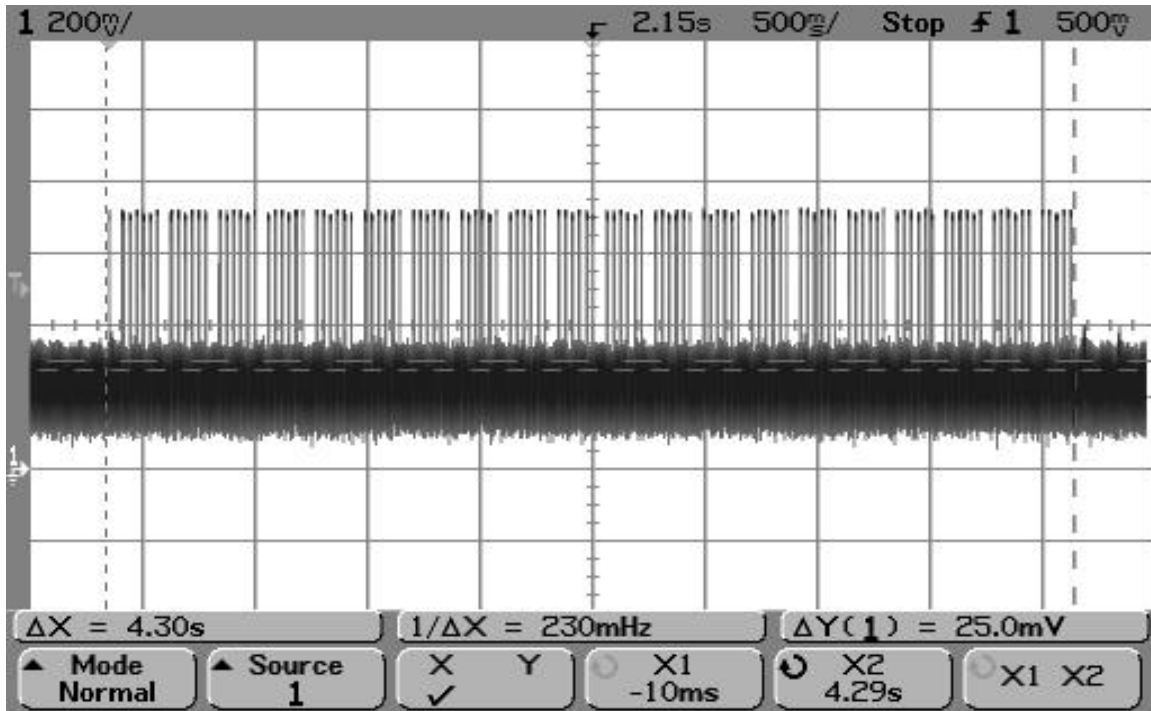 1 200mV/ 2.15s 500ms/ Stop 1 500mV
T
1
ΔX = 4.30s 1/ΔX = 230mHz ΔY(1) = 25.0mV
Mode Source X Y X1 X2 X1 X2
Normal 1 ✓ -10ms 4.29s